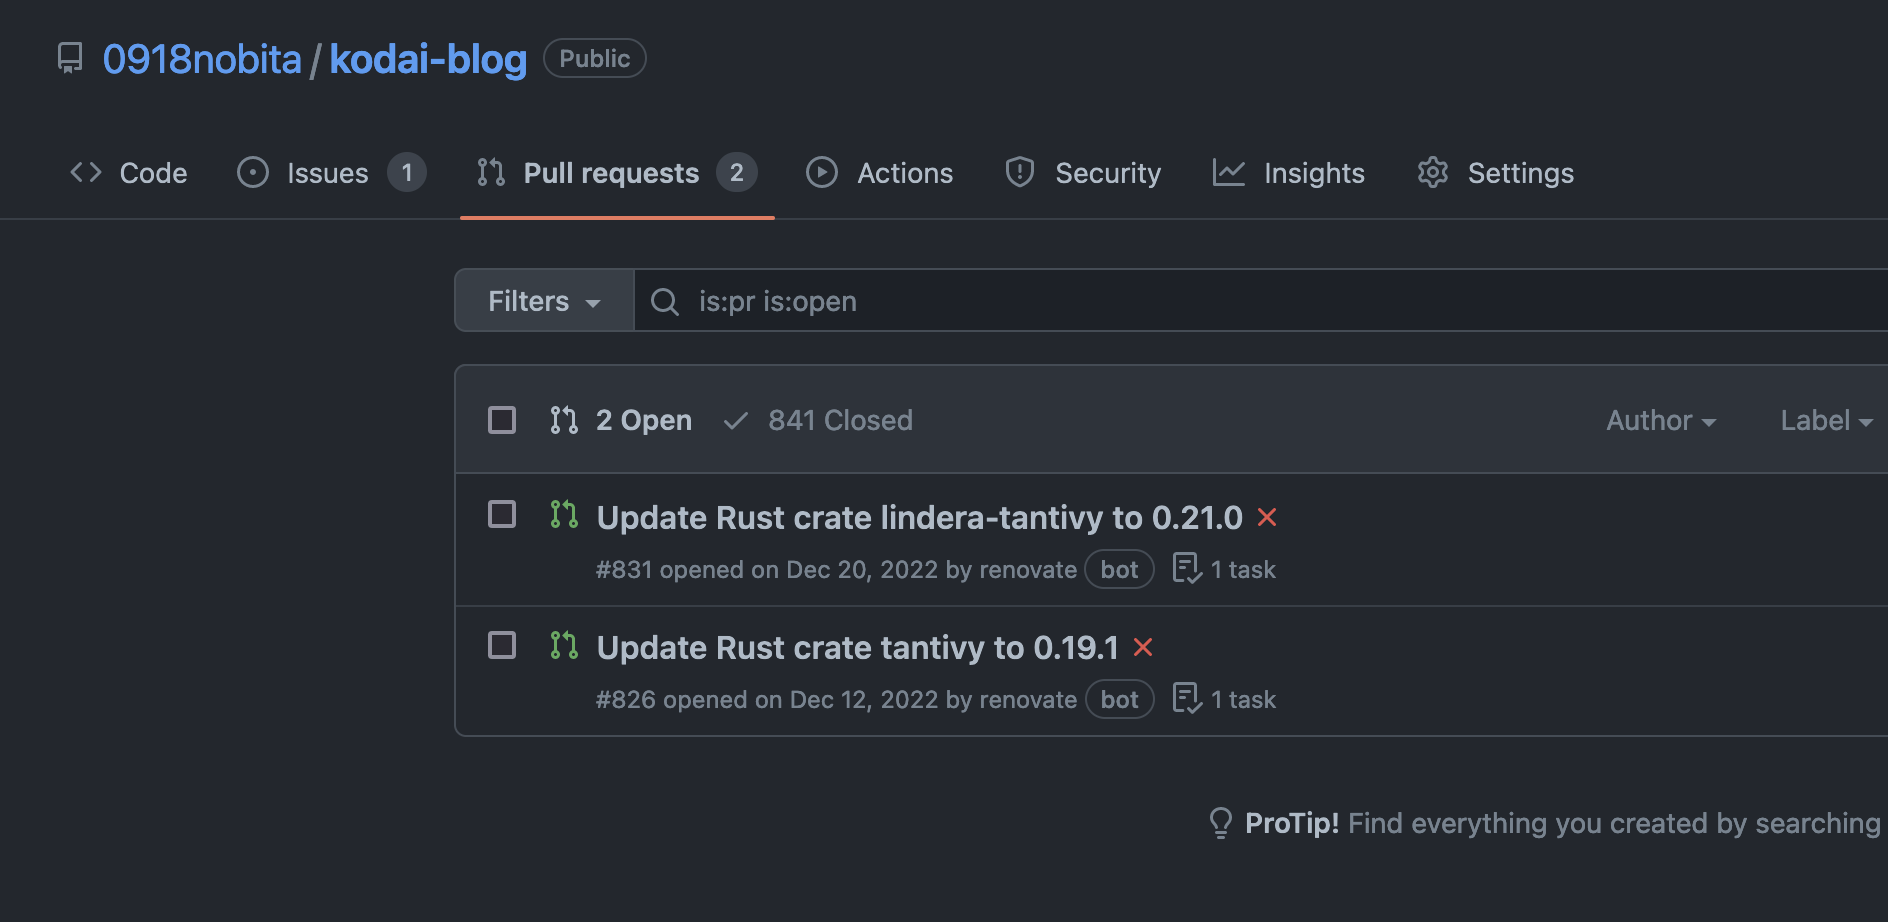 0918nobita / kodai-blog Public
Code Issues 1 Pull requests 2 Actions Security Insights Settings
Filters is:pr is:open
2 Open 841 Closed Author Label
Update Rust crate lindera-tantivy to 0.21.0
#831 opened on Dec 20, 2022 by renovate bot 1 task
Update Rust crate tantivy to 0.19.1
#826 opened on Dec 12, 2022 by renovate bot 1 task
ProTip! Find everything you created by searching